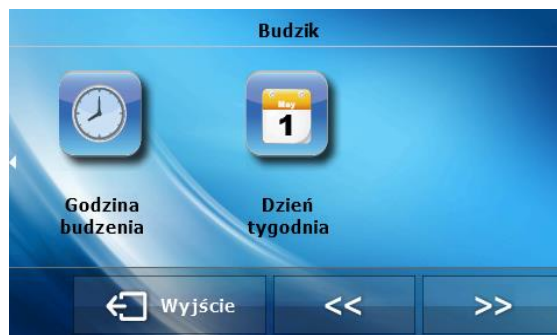 Budzik
May
1
Godzina
budzenia
Dzień
tygodnia
Wyjście
<<
>>